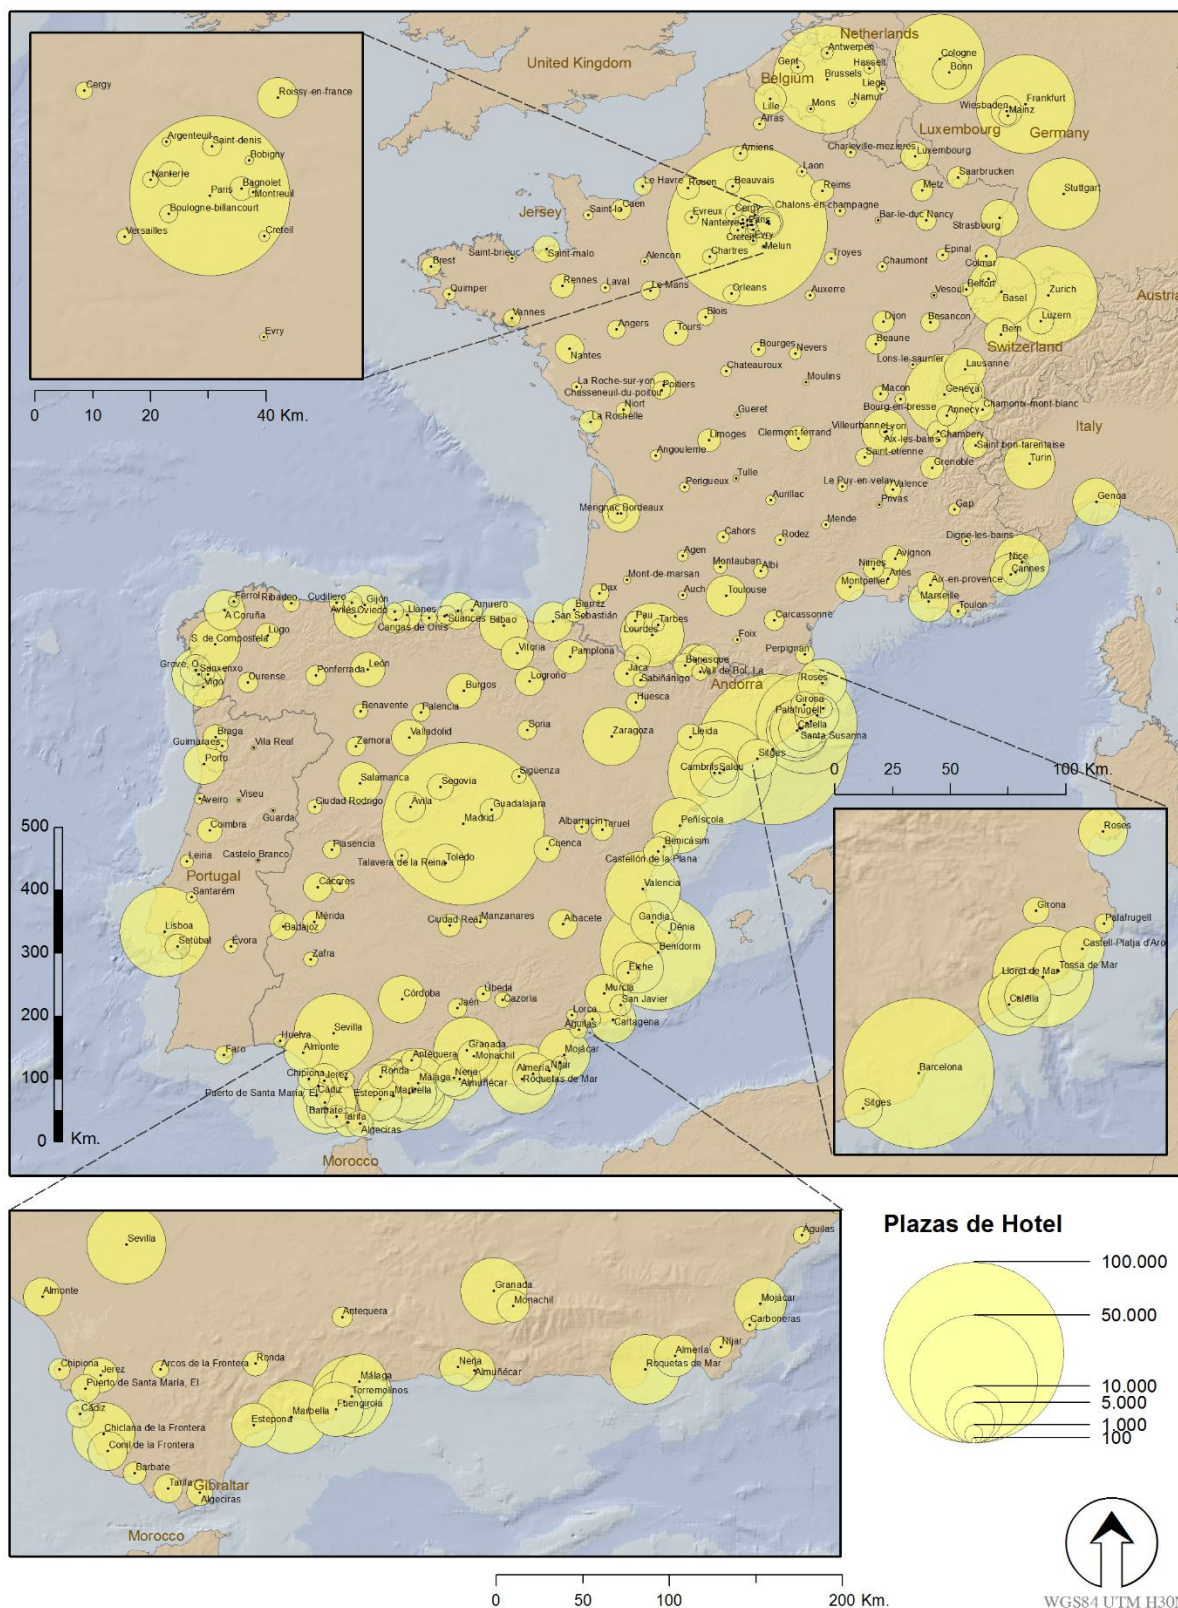 United Kingdom
Netherlands
Antwerpen
Gent
Hasselt
Belgium
Brussels
Liege
Mons
Namur
Lille
Arras
Cologne
Bonn
Frankfurt
Wiesbaden
Mainz
Luxembourg
Germany
Charleville-mezieres
Luxembourg
Amiens
Laon
Saarbrucken
Stuttgart
Le Havre
Rouen
Beauvais
Reims
Metz
Jersey
Saint-lo
Caen
Evreux
Cergy
Paris
Nanterre
Creteil
Evry
Melun
Chalons-en-champagne
Bar-le-duc
Nancy
Strasbourg
Saint-brieuc
Saint-malo
Alencon
Chartres
Troyes
Chaumont
Epinal
Colmar
Brest
Quimper
Rennes
Laval
Le Mans
Orleans
Auxerre
Vesoul
Belfort
Basel
Zurich
Austria
Vannes
Angers
Blois
Tours
Dijon
Besancon
Bern
Luzern
Switzerland
Nantes
Bourges
Nevers
Beaune
Lons-le-saunier
Lausanne
Chateauroux
Moulins
La Roche-sur-yon
Chasseneuil-du-poitou
Poitiers
Niort
Macon
Geneva
Bourg-en-bresse
Annecy
Chamonix-mont-blanc
Italy
La Rochelle
Gueret
Limoges
Clermont-ferrand
Villeurbanne
Lyon
Aix-les-bains
Chambery
Saint-bon-tarentaise
Saint-etienne
Grenoble
Turin
Angouleme
Perigueux
Tulle
Aurillac
Le Puy-en-velay
Valence
Privas
Gap
Genoa
Merignac
Bordeaux
Mende
Cahors
Rodez
Digne-les-bains
Agen
Montauban
Albi
Avignon
Nimes
Arles
Nice
Cannes
Mont-de-marsan
Dax
Auch
Toulouse
Montpellier
Aix-en-provence
Marseille
Toulon
Biarritz
Pau
Tarbes
Lourdes
Carcassonne
Foix
Perpignan
Ferrol
Ribadeo
Cudillero
Gijón
A Coruña
Avilés
Oviedo
Llanes
Cangas de Onís
Suances
Arnuero
Bilbao
San Sebastián
S. de Compostela
Lugo
Vitoria
Pamplona
Grove, O
Sanxenxo
Vigo
Ourense
Ponferrada
León
Burgos
Logroño
Jaca
Sabiñánigo
Huesca
Benasque
Vall de Boí, La
Andorra
Roses
Girona
Palafrugell
Calella
Santa Susanna
Benavente
Palencia
Soria
Zaragoza
Lleida
Sitges
Cambrils
Salou
Braga
Guimaraes
Vila Real
Porto
Zamora
Valladolid
Sigüenza
Salamanca
Segovia
Aveiro
Viseu
Guarda
Ciudad Rodrigo
Avila
Guadalajara
Madrid
Peñíscola
Coimbra
Albarracín
Teruel
Benicásim
Leiria
Castelo Branco
Plasencia
Talavera de la Reina
Toledo
Cuenca
Castellón de la Plana
Portugal
Santarém
Cáceres
Valencia
Lisboa
Setúbal
Évora
Badajoz
Mérida
Ciudad Real
Manzanares
Albacete
Gandia
Dénia
Benidorm
Zafra
Elche
Córdoba
Úbeda
Cazorla
Jaén
Murcia
San Javier
Lorca
Cartagena
Aguilas
Faro
Huelva
Sevilla
Almonte
Granada
Monachil
Antequera
Mojácar
Níjar
Chipiona
Jerez
Ronda
Málaga
Nerja
Almuñécar
Almería
Roquetas de Mar
Puerto de Santa María, El
Cádiz
Estepona
Marbella
Barbate
Tarifa
Algeciras
Morocco
Cergy
Roissy-en-france
Argenteuil
Saint-denis
Bobigny
Nanterre
Paris
Bagnolet
Montreuil
Boulogne-billancourt
Versailles
Creteil
Evry
0 10 20 40 Km.
500
400
300
200
100
0
Km.
0 25 50 100 Km.
Roses
Girona
Palafrugell
Castell-Platja d'Aro
Lloret de Mar
Tossa de Mar
Calella
Barcelona
Sitges
Sevilla
Almonte
Granada
Monachil
Aguilas
Mojácar
Carboneras
Antequera
Níjar
Chipiona
Jerez
Arcos de la Frontera
Ronda
Puerto de Santa María, El
Málaga
Torremolinos
Fuengirola
Nerja
Almuñécar
Almería
Roquetas de Mar
Cádiz
Chiclana de la Frontera
Conil de la Frontera
Estepona
Marbella
Barbate
Tarifa
Gibraltar
Algeciras
Morocco
0 50 100 200 Km.
Plazas de Hotel
100.000
50.000
10.000
5.000
1.000
100
WGS84 UTM H30N